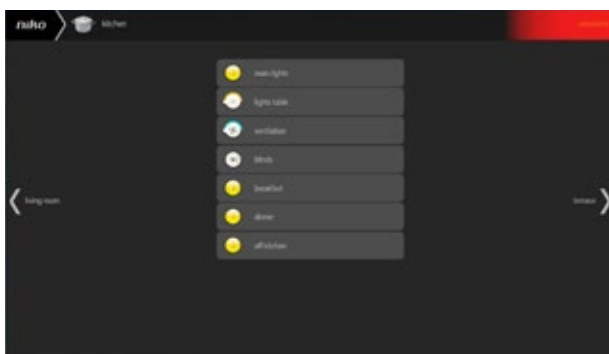 niko
kitchen
main lights
lights table
ventilation
blinds
living room
breakfast
terrace
dinner
all kitchen